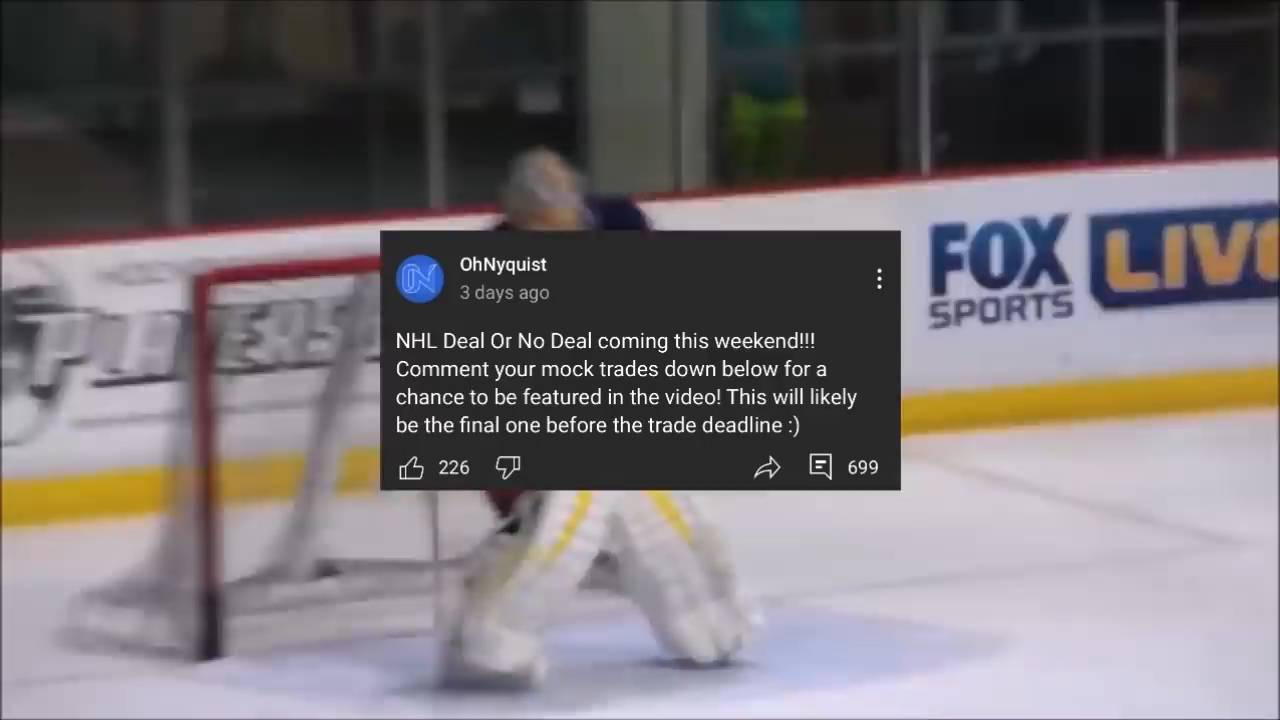 OhNyquist
3 days ago
NHL Deal Or No Deal coming this weekend!!!
Comment your mock trades down below for a
chance to be featured in the video! This will likely
be the final one before the trade deadline :)
226
699
FOX
SPORTS
LIVE
PLAYERS